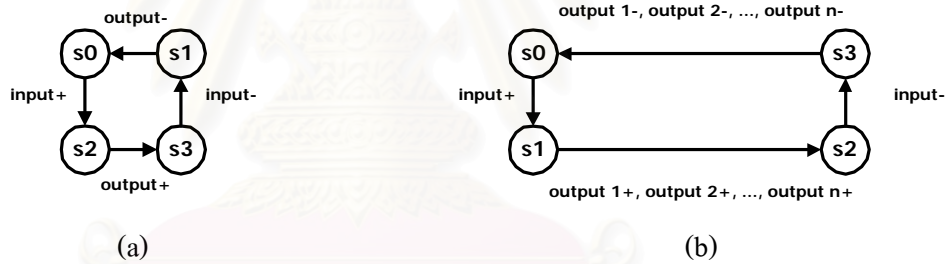 output-
s0
s1
input+
input-
s2
s3
output+
(a)
output 1-, output 2-, ..., output n-
s0
s3
input+
input-
s1
s2
output 1+, output 2+, ..., output n+
(b)